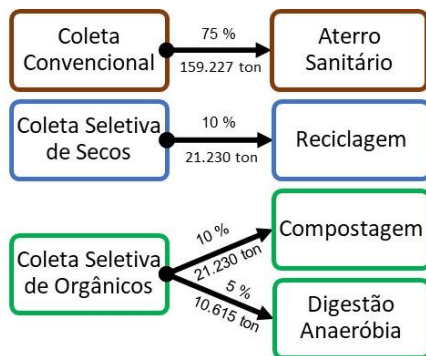 Coleta
Convencional
75 %
159.227 ton
Aterro
Sanitário
Coleta Seletiva
de Secos
10 %
21.230 ton
Reciclagem
Coleta Seletiva
de Orgânicos
10 %
21.230 ton
Compostagem
5 %
10.615 ton
Digestão
Anaeróbia